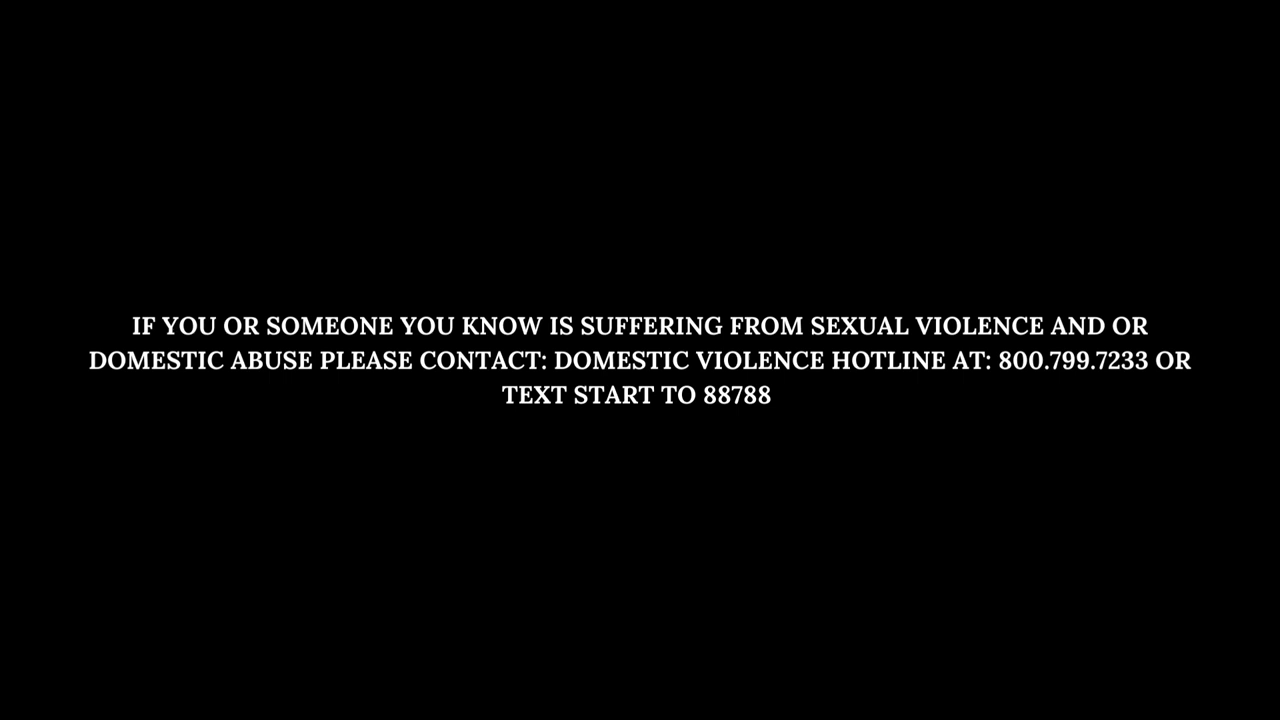 IF YOU OR SOMEONE YOU KNOW IS SUFFERING FROM SEXUAL VIOLENCE AND OR
DOMESTIC ABUSE PLEASE CONTACT: DOMESTIC VIOLENCE HOTLINE AT: 800.799.7233 OR
TEXT START TO 88788